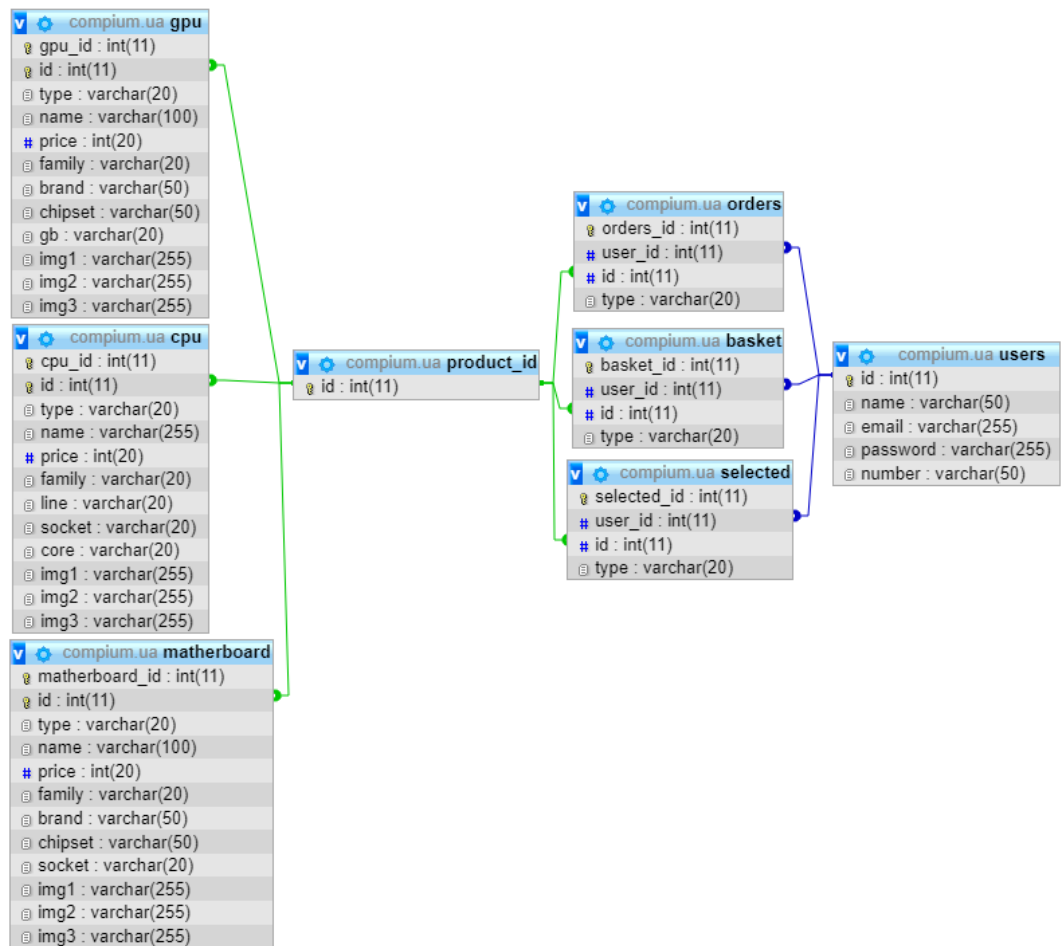 compium.ua gpu
gpu_id : int(11)
id : int(11)
type : varchar(20)
name : varchar(100)
# price : int(20)
family : varchar(20)
brand : varchar(50)
chipset : varchar(50)
gb : varchar(20)
img1 : varchar(255)
img2 : varchar(255)
img3 : varchar(255)
v compium.ua cpu
cpu_id : int(11)
id : int(11)
type : varchar(20)
name : varchar(255)
# price : int(20)
family : varchar(20)
line : varchar(20)
socket : varchar(20)
core : varchar(20)
img1 : varchar(255)
img2 : varchar(255)
img3 : varchar(255)
v compium.ua matherboard
matherboard_id : int(11)
id : int(11)
type : varchar(20)
name : varchar(100)
# price : int(20)
family : varchar(20)
brand : varchar(50)
chipset : varchar(50)
socket : varchar(20)
img1 : varchar(255)
img2 : varchar(255)
img3 : varchar(255)
v compium.ua product_id
id : int(11)
v compium.ua orders
orders_id : int(11)
# user_id : int(11)
# id : int(11)
type : varchar(20)
v compium.ua basket
basket_id : int(11)
# user_id : int(11)
# id : int(11)
type : varchar(20)
v compium.ua selected
selected_id : int(11)
# user_id : int(11)
# id : int(11)
type : varchar(20)
v compium.ua users
id : int(11)
name : varchar(50)
email : varchar(255)
password : varchar(255)
number : varchar(50)